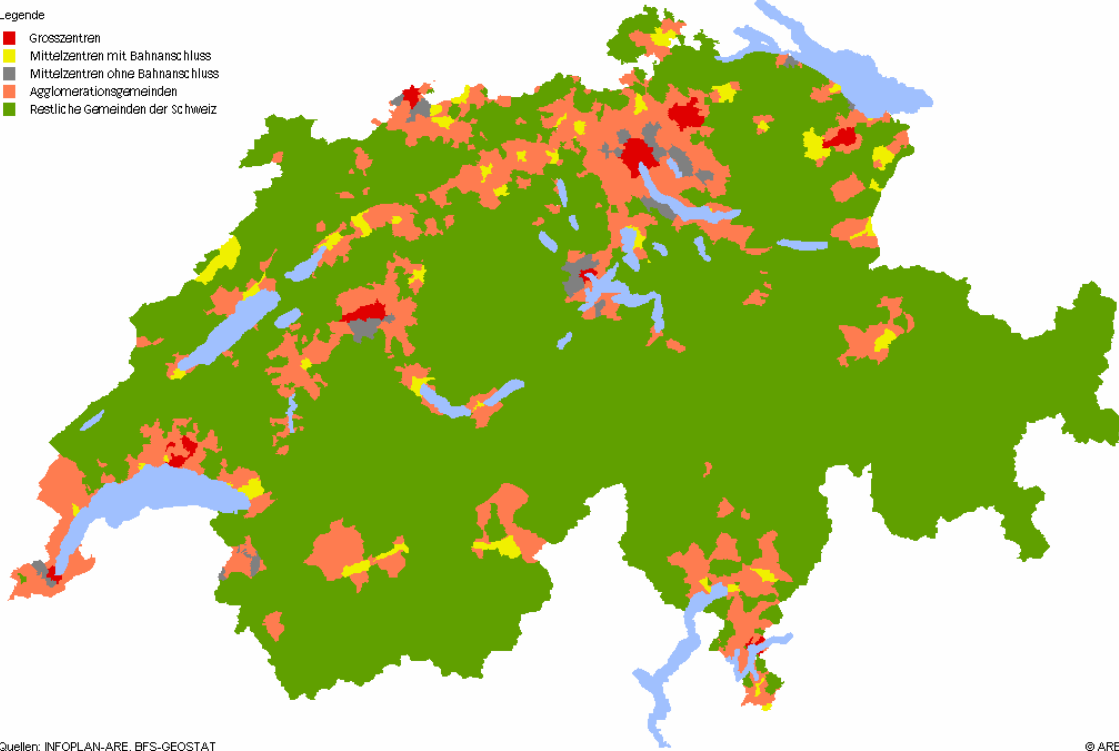 Legende
Grosszentren
Mittelzentren mit Bahnanschluss
Mittelzentren ohne Bahnanschluss
Agglomerationsgemeinden
Restliche Gemeinden der Schweiz
Quellen: INFOPLAN-ARE, BFS-GEOSTAT
© ARE